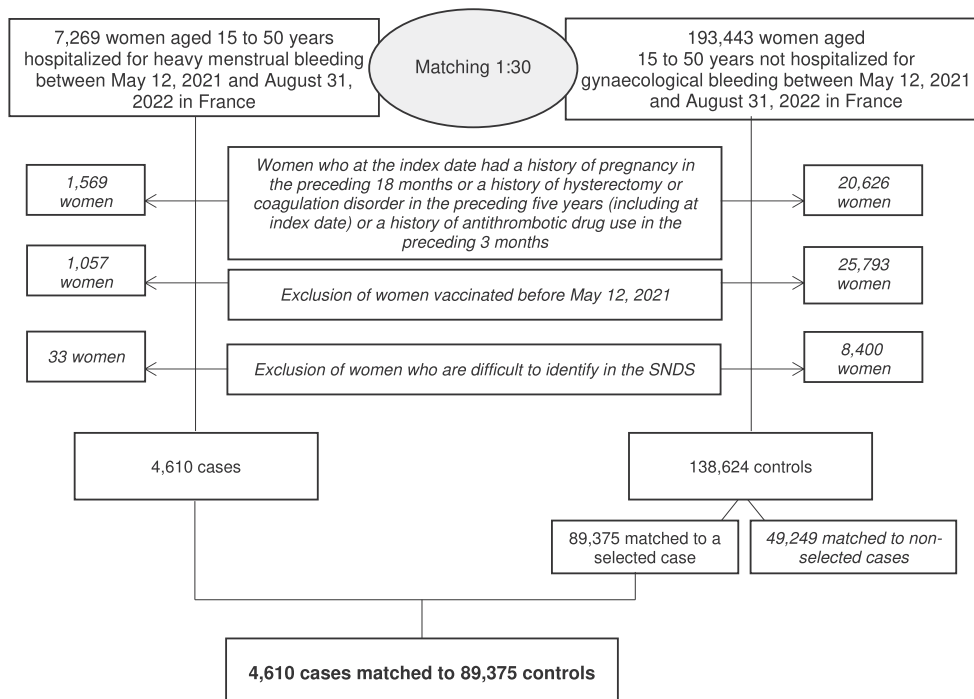 7,269 women aged 15 to 50 years
hospitalized for heavy menstrual bleeding
between May 12, 2021 and August 31,
2022 in France
Matching 1:30
193,443 women aged
15 to 50 years not hospitalized for
gynaecological bleeding between May 12, 2021
and August 31, 2022 in France
1,569
women
Women who at the index date had a history of pregnancy in
the preceding 18 months or a history of hysterectomy or
coagulation disorder in the preceding five years (including at
index date) or a history of antithrombotic drug use in the
preceding 3 months
20,626
women
1,057
women
Exclusion of women vaccinated before May 12, 2021
25,793
women
33 women
Exclusion of women who are difficult to identify in the SNDS
8,400
women
4,610 cases
138,624 controls
89,375 matched to a
selected case
49,249 matched to non-
selected cases
4,610 cases matched to 89,375 controls